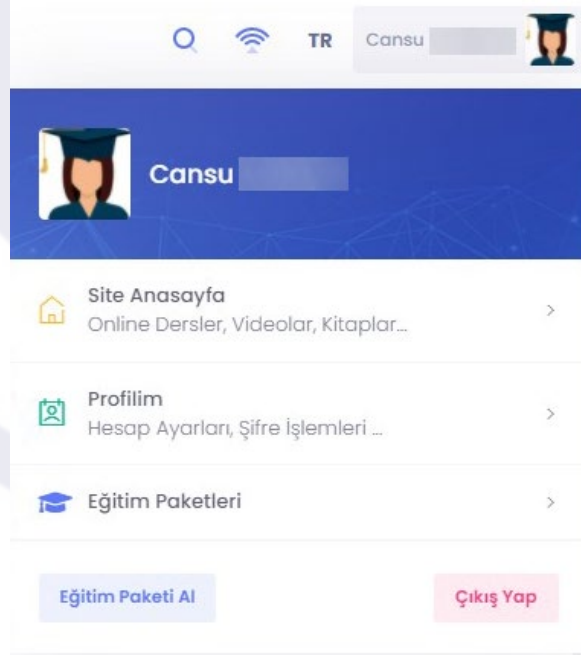 TR Cansu
Cansu
Site Anasayfa
Online Dersler, Videolar, Kitaplar...
Profilim
Hesap Ayarları, Şifre İşlemleri ...
Eğitim Paketleri
Eğitim Paketi Al Çıkış Yap